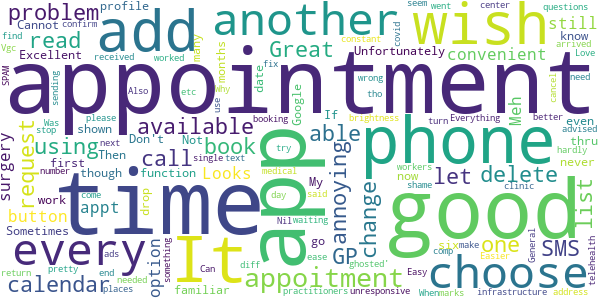 find
Cannot
confirm
profile
problem
read
Excellent
Vgc
SPAM
received
worked
Also
sending
etc
add
many
why
months
another
Great
date
use
Google
fix
try
tho
wrong
covid
constant
Unfortunately
convenient
wish
seem
went
center
arrived
still
know
questions
Love
need
cancel
appointment
surgery
Was
stop
please
next
number
request
using
shown
Then
though
first
button
Don't
Not
function
available
call
single
text
book
Looks
drop
booking
medical
day
said
Nil
waiting
My
go
able
annoying
app
phone
If
brightness
turn
Everything
change
GP
Meh
let
now
workers
shame
hardly
thru
even
better
advised
never
delete
clinic
list
time
Sometimes
work
appt
every
calendar
return
pretty
come
ads
end
places
needed
option
something
It
Can
familiar
appoitment
diff
ease
practitioners
ghosted'
unresponsive
good
six
comp
one
make
Easy
When
marks
General
Easier
infrastructure
SMS
choose
telehealth
address